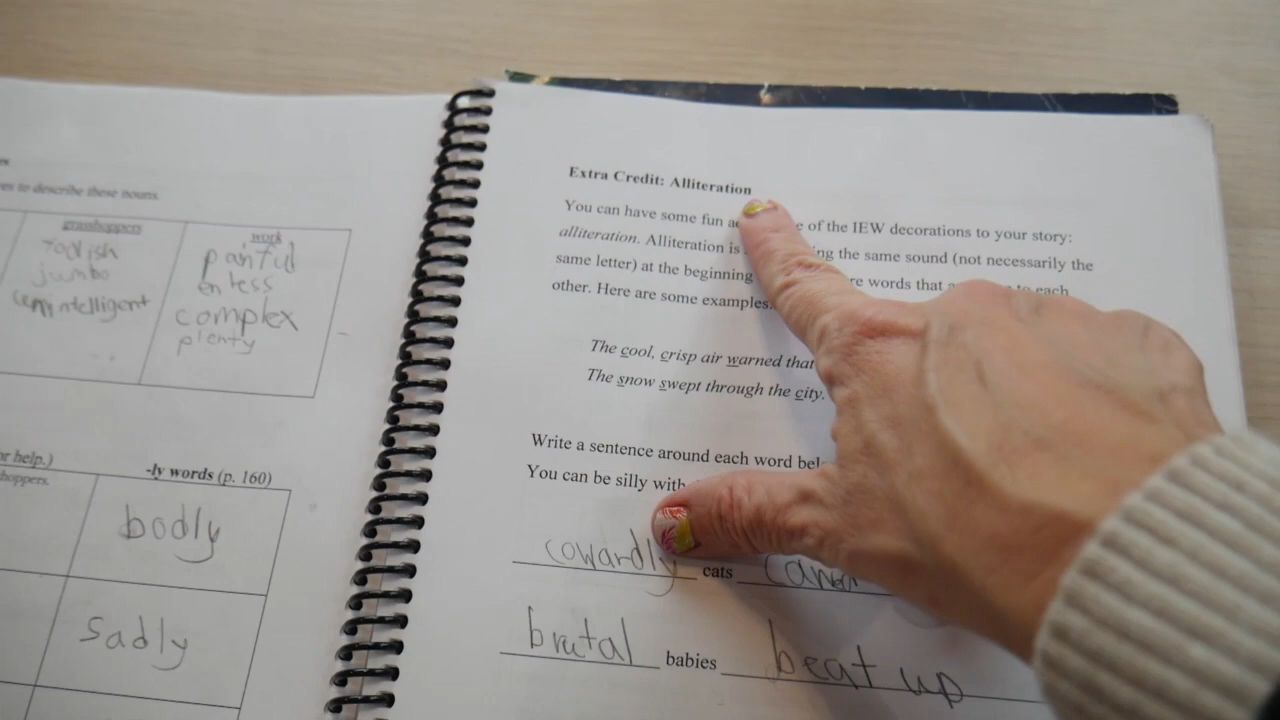 es to describe these nouns.
grasshoppers
work
foolish
jumbo
intelligent
painful
complex
plenty
or help.)
-ly words (p. 160)
hoppers.
bodly
sadly
Extra Credit: Alliteration
You can have some fun of the IEW decorations to your story:
alliteration. Alliteration is the same sound (not necessarily the
same letter) at the beginning words that to each
other. Here are some examples.
The cool, crisp air warned that
The snow swept through the city.
Write a sentence around each word
You can be silly with
cowardly cats
brutal babies beat up